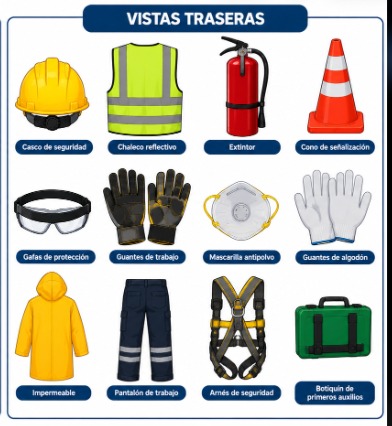 VISTAS TRASERAS
Casco de seguridad
Chaleco reflectivo
Extintor
Cono de señalización
Gafas de protección
Guantes de trabajo
Mascarilla antipolvo
Guantes de algodón
Impermeable
Pantalón de trabajo
Arnés de seguridad
Botiquín de
primeros auxilios